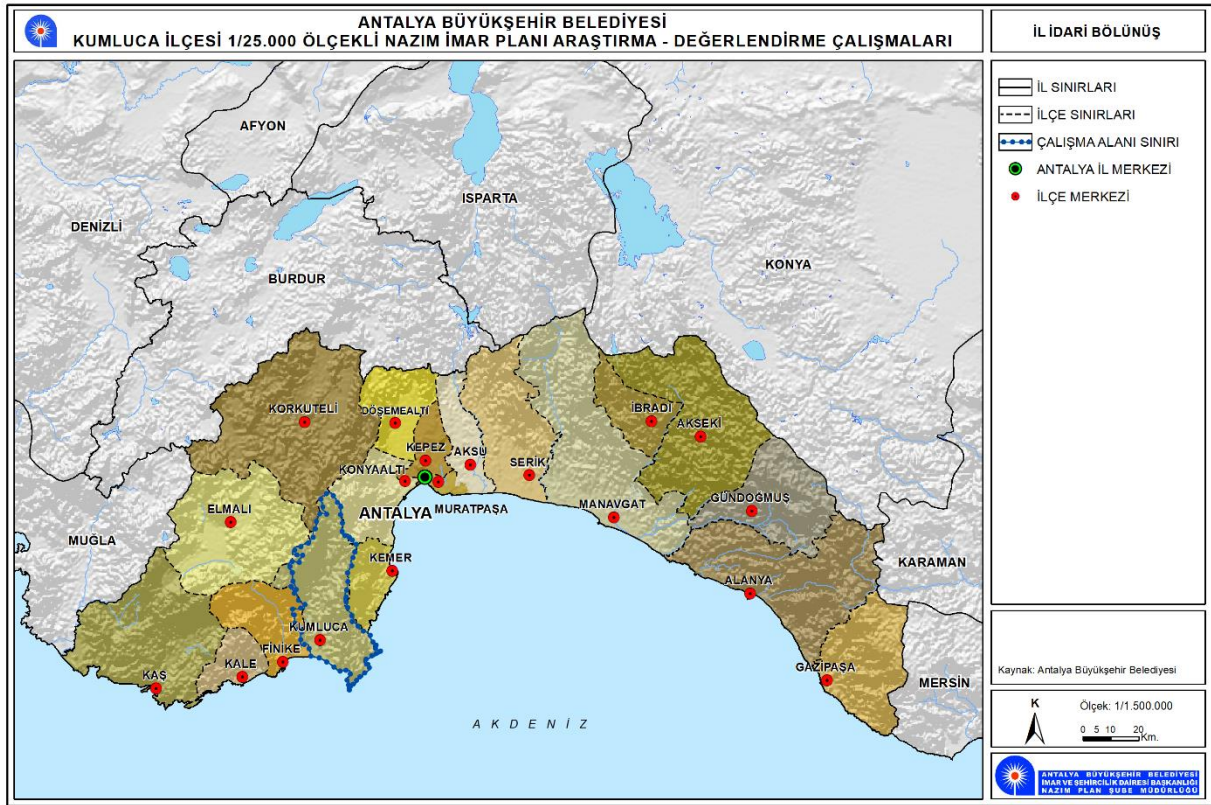 ANTALYA BÜYÜKŞEHİR BELEDİYESİ
KUMLUCA İLÇESİ 1/25.000 ÖLÇEKLİ NAZIM İMAR PLANI ARAŞTIRMA - DEĞERLENDİRME ÇALIŞMALARI
İL İDARİ BÖLÜNÜŞ
İL SINIRLARI
İLÇE SINIRLARI
ÇALIŞMA ALANI SINIRI
ANTALYA İL MERKEZİ
İLÇE MERKEZİ
AFYON
ISPARTA
DENİZLİ
KONYA
BURDUR
KORKUTELİ
DÖŞEMEALTI
İBRADI
AKSEKİ
KEPEZ
AKSU
SERİK
KONYAALTI
ELMALI
ANTALYA
MURATPAŞA
MANAVGAT
GÜNDOĞMUŞ
MUĞLA
KEMER
KARAMAN
ALANYA
KUMLUCA
FİNİKE
KALE
KAŞ
GAZİPAŞA
MERSİN
AKDENİZ
Kaynak: Antalya Büyükşehir Belediyesi
K
Ölçek: 1/1.500.000
0 5 10 20
Km.
ANTALYA BÜYÜKŞEHİR BELEDİYESİ
İMAR VE ŞEHİRCİLİK DAİRESİ BAŞKANLIĞI
NAZIM PLAN ŞUBE MÜDÜRLÜĞÜ